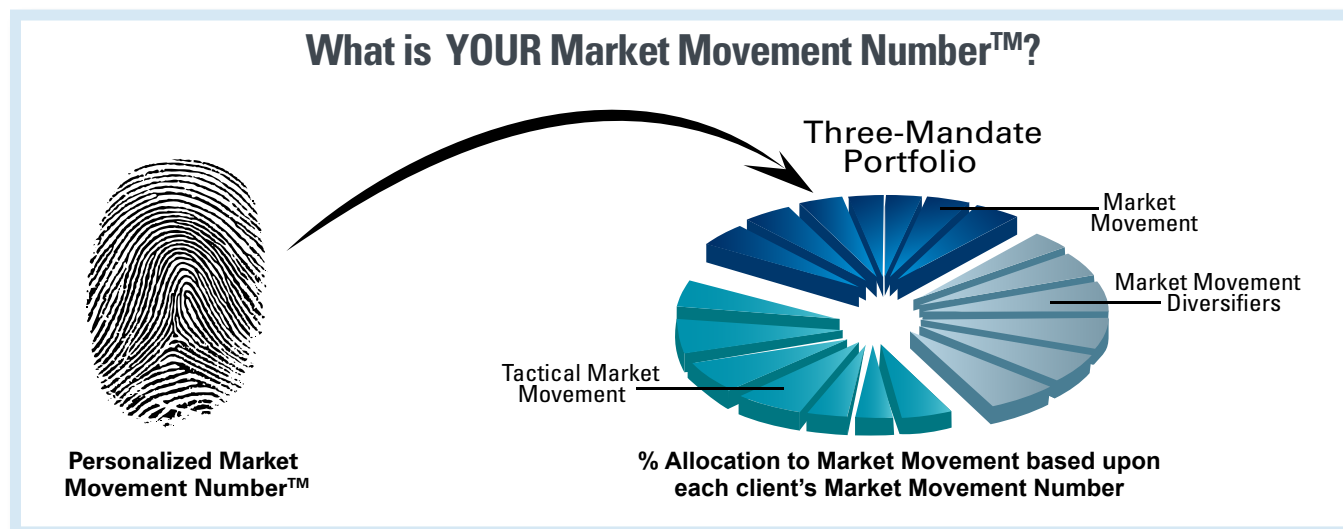 What is YOUR Market Movement Number™?
Three-Mandate
Portfolio
Market
Movement
Market Movement
Diversifiers
Tactical Market
Movement
Personalized Market
Movement Number™
% Allocation to Market Movement based upon
each client's Market Movement Number